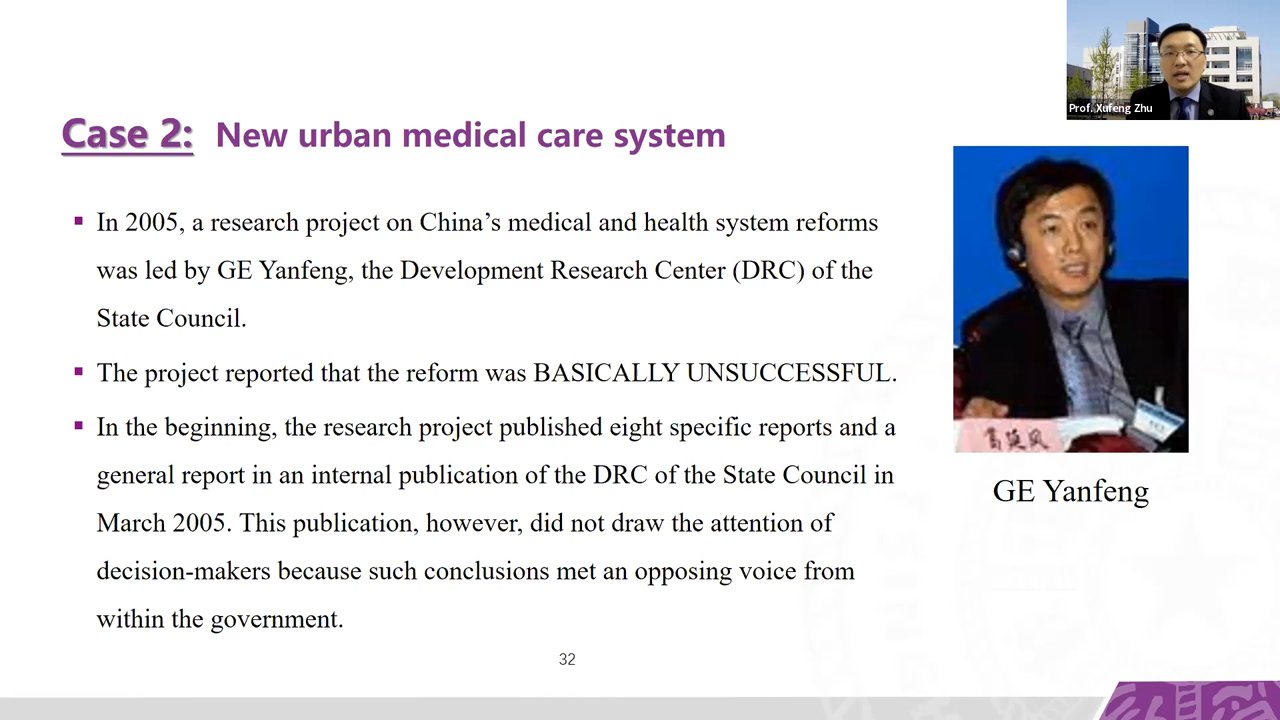 Prof. Xufeng Zhu
Case 2: New urban medical care system
▪ In 2005, a research project on China’s medical and health system reforms
was led by GE Yanfeng, the Development Research Center (DRC) of the
State Council.
▪ The project reported that the reform was BASICALLY UNSUCCESSFUL.
▪ In the beginning, the research project published eight specific reports and a
general report in an internal publication of the DRC of the State Council in
March 2005. This publication, however, did not draw the attention of
decision-makers because such conclusions met an opposing voice from
within the government.
葛延风
GE Yanfeng
32